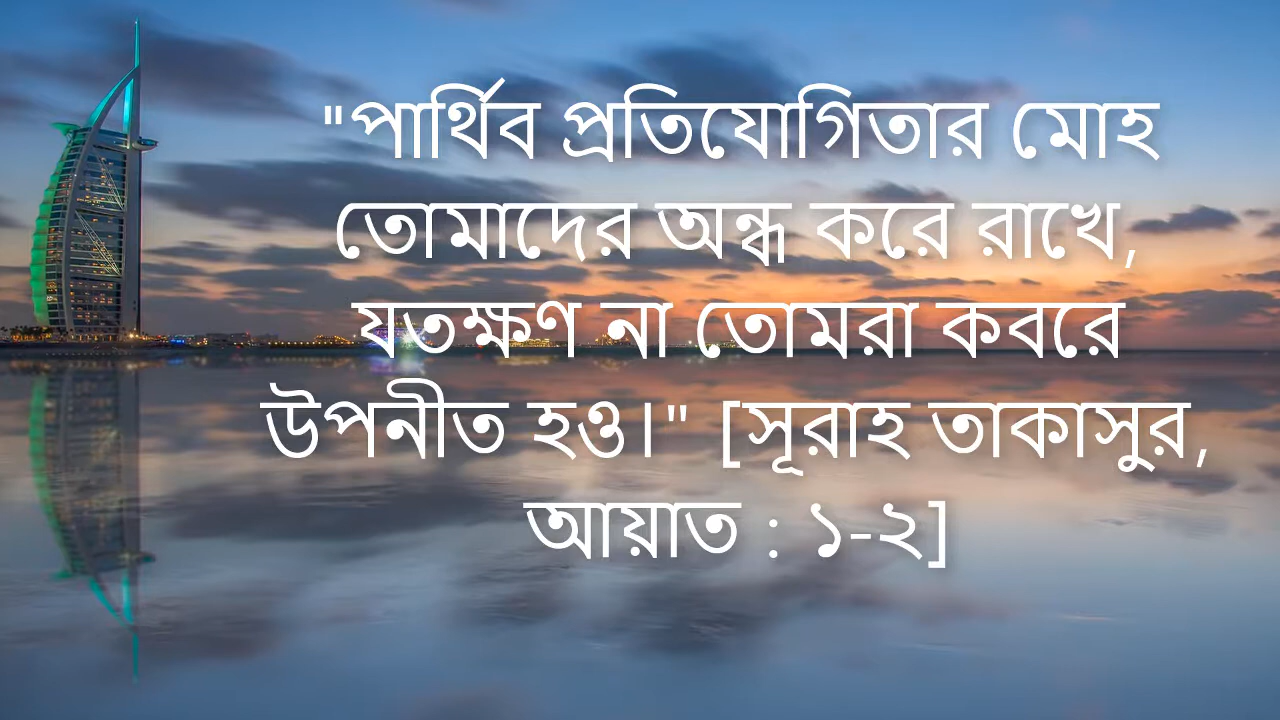 "পার্থিব প্রতিযোগিতার মোহ
তোমাদের অন্ধ করে রাখে,
যতক্ষণ না তোমরা কবরে
উপনীত হও।" [সূরাহ তাকাসুর,
আয়াত : ১-২]